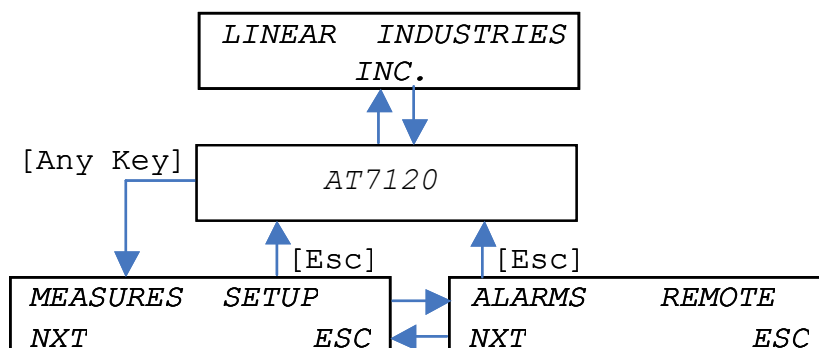 LINEAR INDUSTRIES
INC.
[Any Key]
AT7120
[Esc]
[Esc]
MEASURES SETUP
NXT ESC
ALARMS REMOTE
NXT ESC